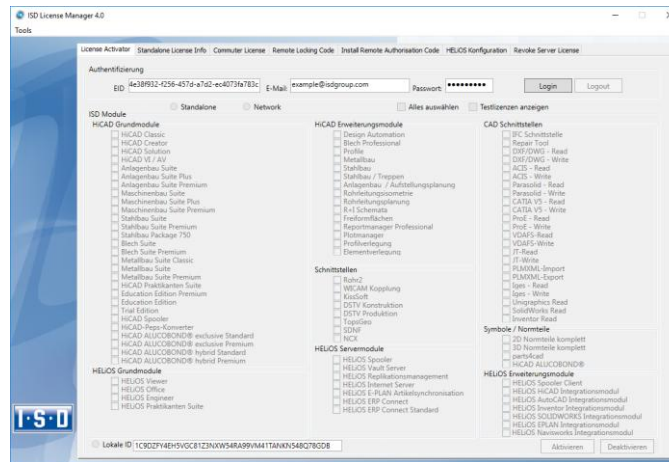 ISD License Manager 4.0
Tools
License Activator
Standalone License Info
Commuter License
Remote Locking Code
Install Remote Authorisation Code
HELiOS Konfiguration
Revoke Server License
Authentifizierung
EID 4e38f932-f256-457d-a7d2-ec4073fa783c E-Mail: example@isdgroup.com Passwort: ●●●●●●●●● Login Logout
Standalone Network Alles auswählen Testlizenzen anzeigen
ISD Module
HiCAD Grundmodule
HiCAD Classic
HiCAD Creator
HiCAD Solution
HiCAD VI / AV
Anlagenbau Suite
Anlagenbau Suite Plus
Anlagenbau Suite Premium
Maschinenbau Suite
Maschinenbau Suite Plus
Maschinenbau Suite Premium
Stahlbau Suite
Stahlbau Suite Premium
Stahlbau Package 750
Blech Suite
Blech Suite Premium
Metallbau Suite Classic
Metallbau Suite
Metallbau Suite Premium
HiCAD Praktikanten Suite
Education Edition Premium
Education Edition
Trial Edition
HiCAD Spooler
HiCAD-Peps-Konverter
HiCAD ALUCOBOND® exclusive Standard
HiCAD ALUCOBOND® exclusive Premium
HiCAD ALUCOBOND® hybrid Standard
HiCAD ALUCOBOND® hybrid Premium
HELiOS Grundmodule
HELiOS Viewer
HELiOS Office
HELiOS Engineer
HELiOS Praktikanten Suite
HiCAD Erweiterungsmodule
Design Automation
Blech Professional
Profile
Metallbau
Stahlbau
Stahlbau / Treppen
Anlagenbau / Aufstellungsplanung
Rohrleitungsisometrie
Rohrleitungsplanung
R+I Schemata
Freiformflächen
Reportmanager Professional
Plotmanager
Profilverlegung
Elementverlegung
Schnittstellen
Rohr2
WICAM Kopplung
KissSoft
DSTV Konstruktion
DSTV Produktion
TopsGeo
SDNF
NCX
HELiOS Servermodule
HELiOS Spooler
HELiOS Vault Server
HELiOS Replikationsmanagement
HELiOS Internet Server
HELiOS E-PLAN Artikelsynchronisation
HELiOS ERP Connect
HELiOS ERP Connect Standard
CAD Schnittstellen
IFC Schnittstelle
Repair Tool
DXF/DWG - Read
DXF/DWG - Write
ACIS - Read
ACIS - Write
Parasolid - Read
Parasolid - Write
CATIA V5 - Read
CATIA V5 - Write
ProE - Read
ProE - Write
VDAFS-Read
VDAFS-Write
JT-Read
JT-Write
PLMXML-Import
PLMXML-Export
Iges - Read
Iges - Write
Unigraphics Read
SolidWorks Read
Inventor Read
Symbole / Normteile
2D Normteile komplett
3D Normteile komplett
parts4cad
HiCAD ALUCOBOND®
HELiOS Erweiterungsmodule
HELiOS Spooler Client
HELiOS HiCAD Integrationsmodul
HELiOS AutoCAD Integrationsmodul
HELiOS Inventor Integrationsmodul
HELiOS SOLIDWORKS Integrationsmodul
HELiOS EPLAN Integrationsmodul
HELiOS Navisworks Integrationsmodul
I·S·D
Lokale ID 1C9DZFY4EH5VGC81Z3NXWS4RA99VM41TANKNS48Q78GDB
Aktivieren Deaktivieren